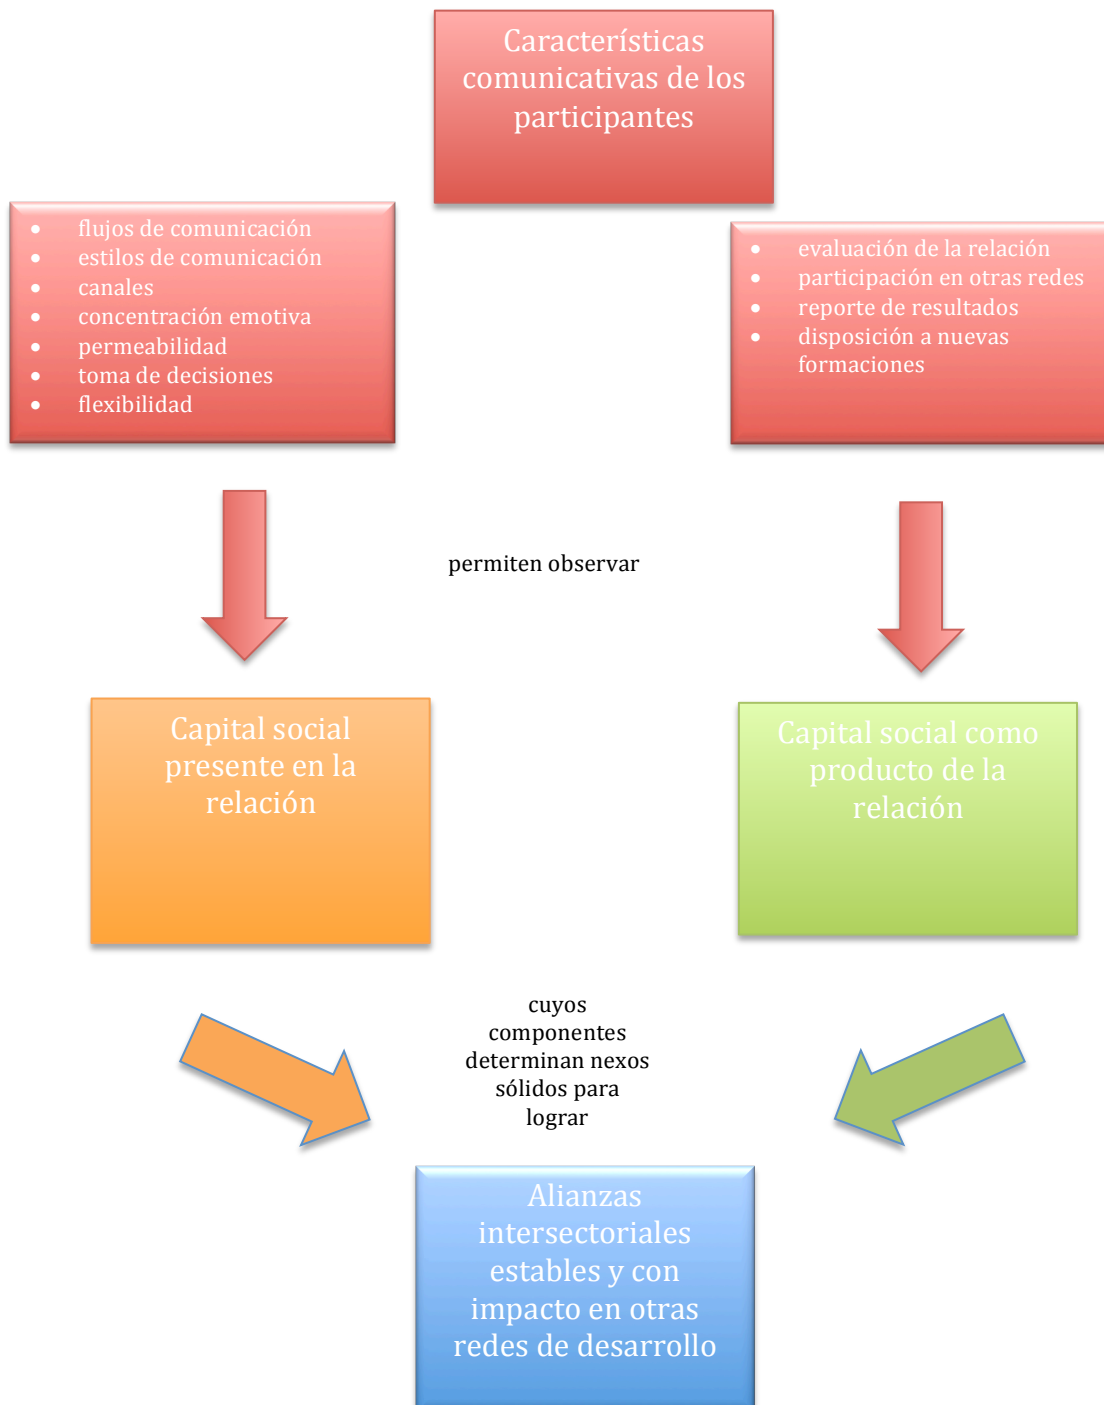 Características
comunicativas de los
participantes
• flujos de comunicación
• estilos de comunicación
• canales
• concentración emotiva
• permeabilidad
• toma de decisiones
• flexibilidad
• evaluación de la relación
• participación en otras redes
• reporte de resultados
• disposición a nuevas
formaciones
permiten observar
Capital social
presente en la
relación
Capital social como
producto de la
relación
cuyos
componentes
determinan nexos
sólidos para
lograr
Alianzas
intersectoriales
estables y con
impacto en otras
redes de desarrollo